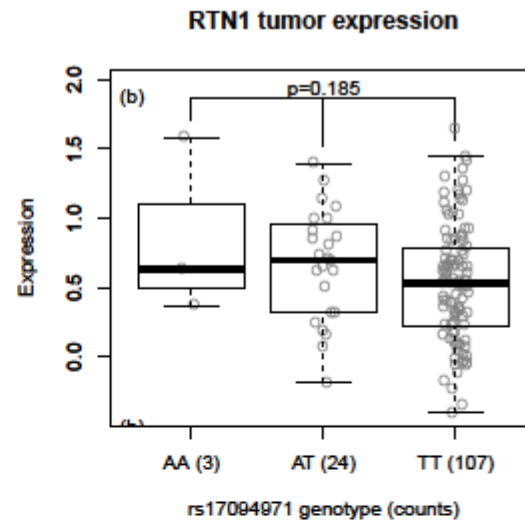 RTN1 tumor expression
(b)
p=0.185
2.0
1.5
1.0
0.5
0.0
Expression
AA (3)
AT (24)
TT (107)
rs17094971 genotype (counts)